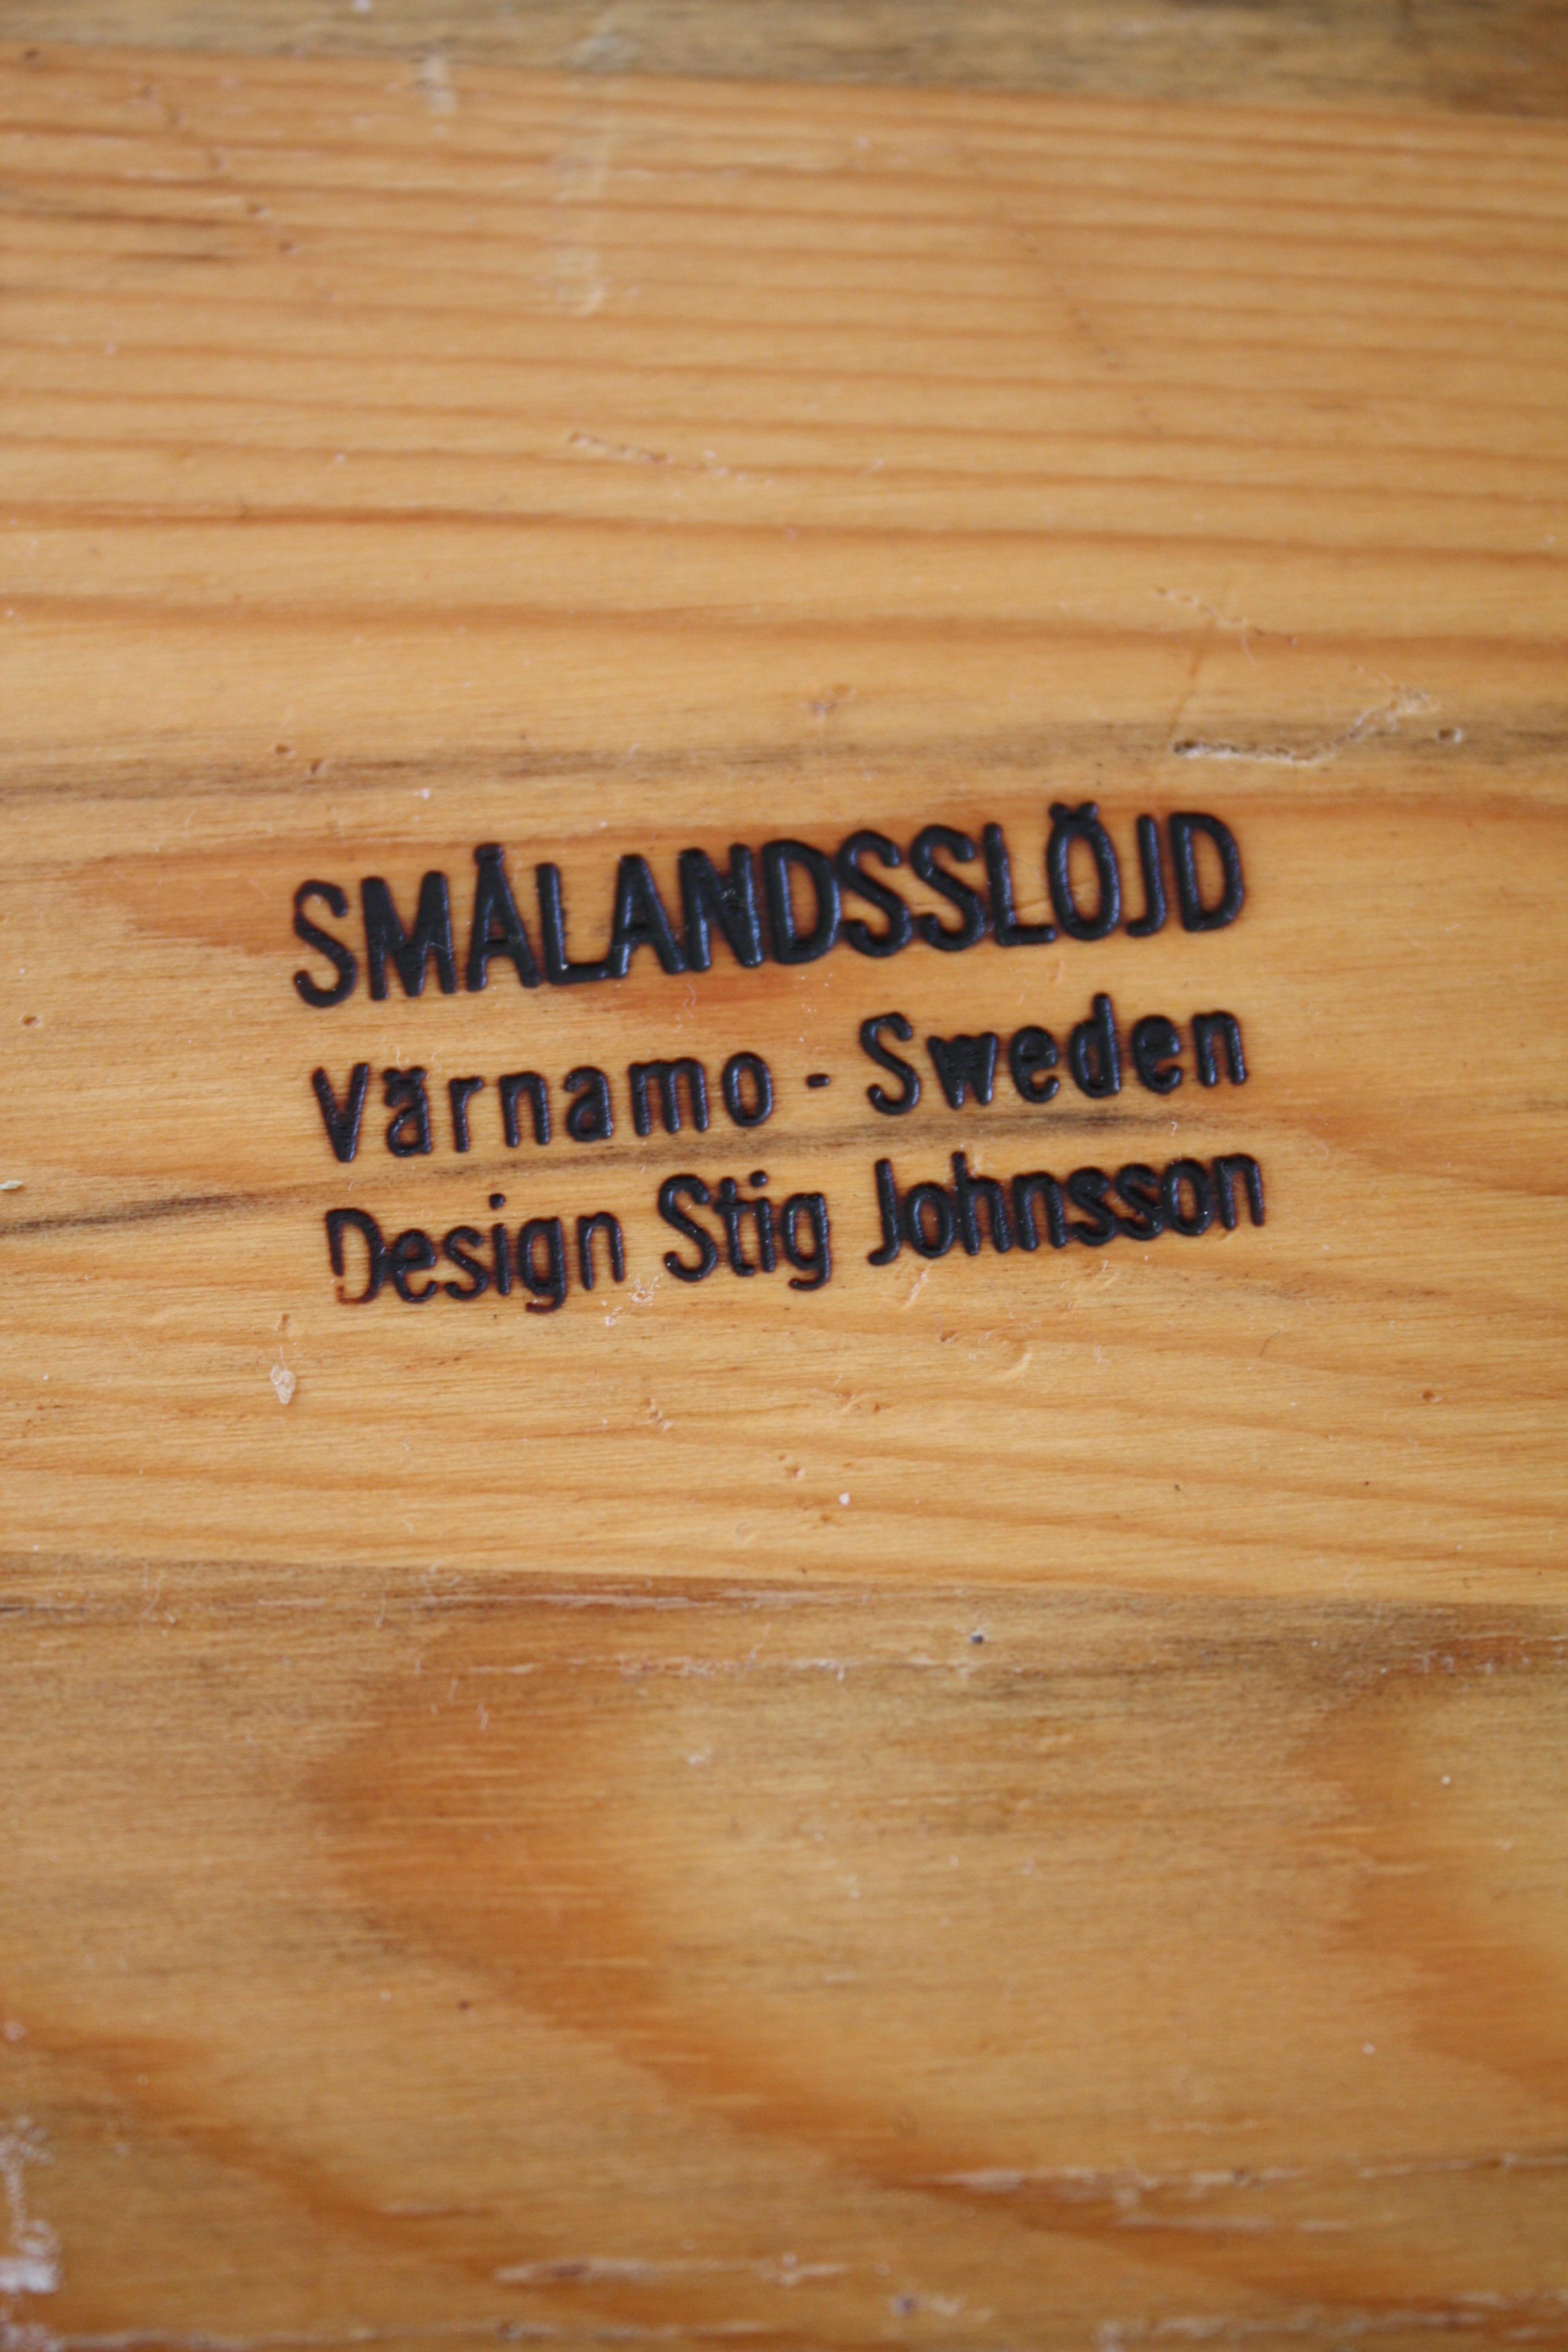 SMÅLANDSSLÖJD
Värnamo - Sweden
Design Stig Johnsson